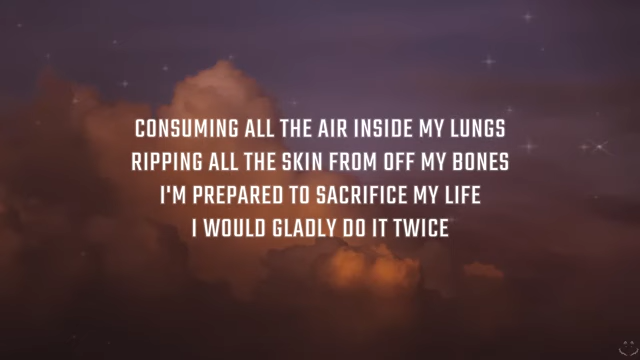 CONSUMING ALL THE AIR INSIDE MY LUNGS
RIPPING ALL THE SKIN FROM OFF MY BONES
I'M PREPARED TO SACRIFICE MY LIFE
I WOULD GLADLY DO IT TWICE